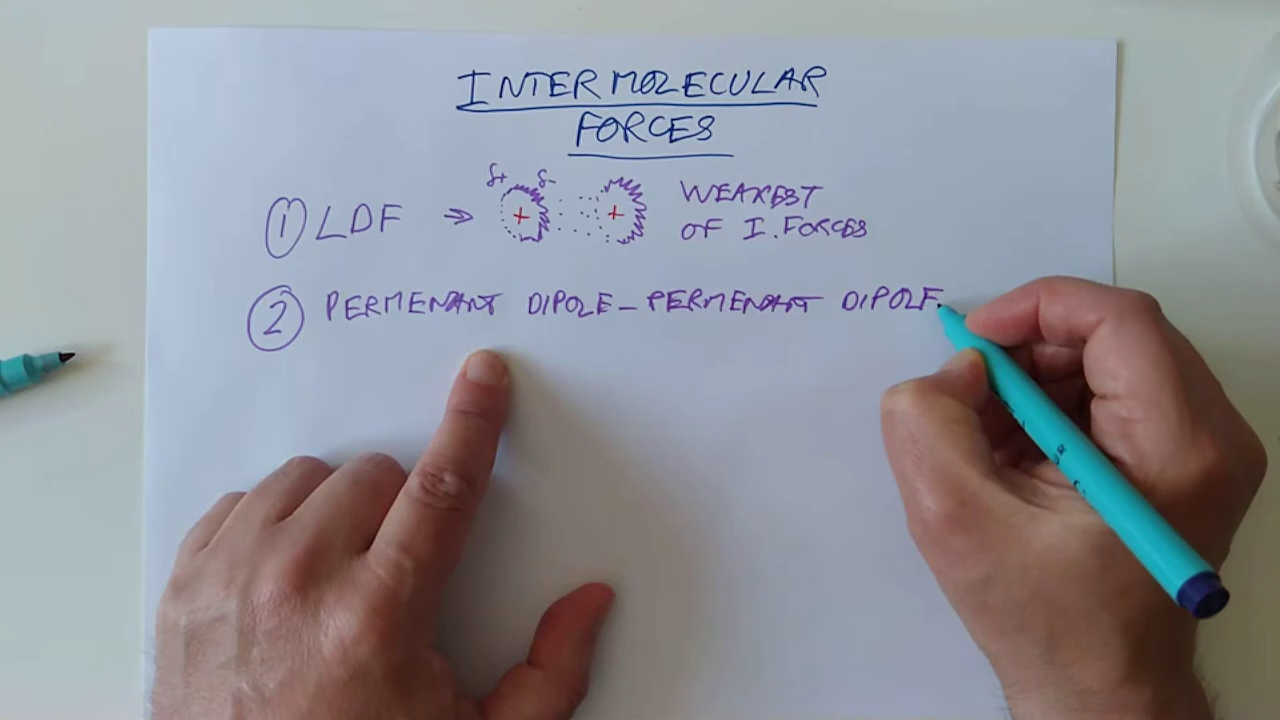 INTERMOLECULAR
FORCES
① LDF ⇒ δ+ δ- + + WEAKEST
OF I. FORCES
② PERMENANT DIPOLE - PERMENANT DIPOLE